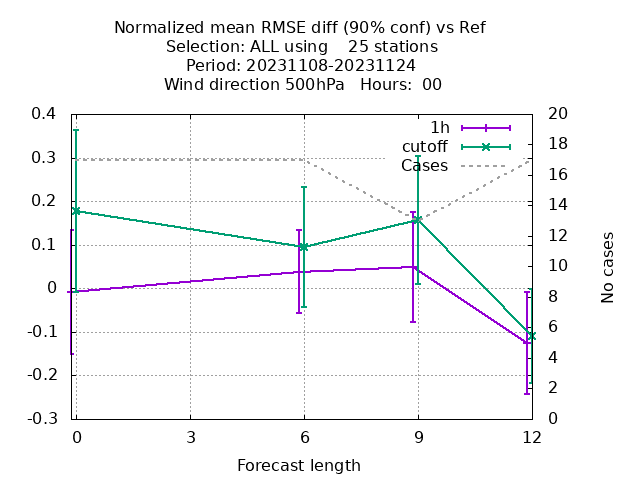 Normalized mean RMSE diff (90% conf) vs Ref
Selection: ALL using    25 stations
Period: 20231108-20231124
Wind direction 500hPa   Hours:  00
0.4
0.3
0.2
0.1
0
-0.1
-0.2
-0.3
20
18
16
14
12
10
8
6
4
2
0
1h
cutoff
Cases
No cases
0
3
6
9
12
Forecast length